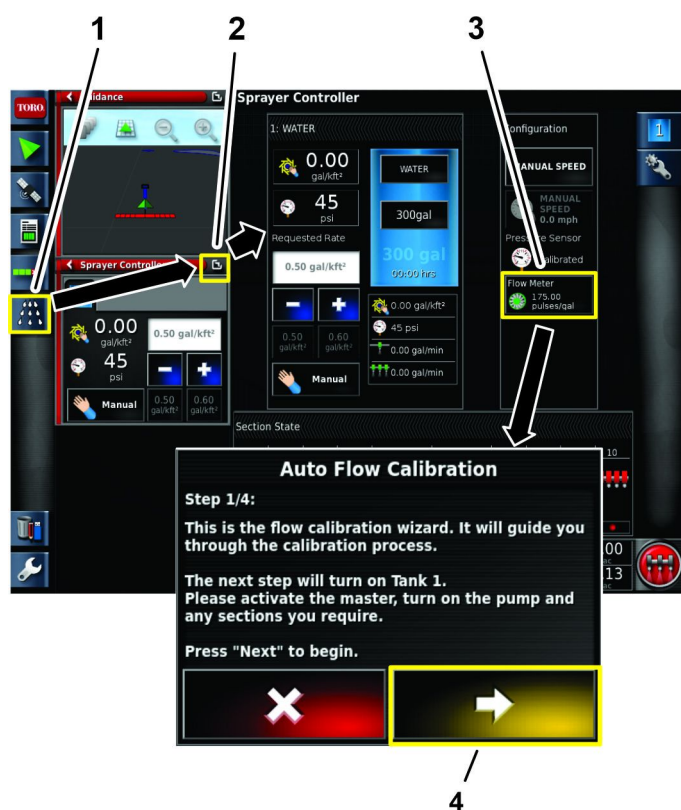 1
2
3
TORO.
Guidance
Sprayer Controller
1: WATER
0.00
gal/kft²
45
psi
Requested Rate
0.50 gal/kft²
0.50
gal/kft²
0.60
gal/kft²
Manual
WATER
300gal
300 gal
00:00 hrs
0.00 gal/kft²
45 psi
0.00 gal/min
0.00 gal/min
Configuration
MANUAL SPEED
MANUAL
SPEED
0.0 mph
Pressure Sensor
Calibrated
Flow Meter
175.00
pulses/gal
1
Sprayer Controller
0.00
gal/kft²
0.50 gal/kft²
45
psi
Manual
0.50
gal/kft²
0.60
gal/kft²
Section State
10
00
ac
13
ac
Auto Flow Calibration
Step 1/4:
This is the flow calibration wizard. It will guide you
through the calibration process.
The next step will turn on Tank 1.
Please activate the master, turn on the pump and
any sections you require.
Press "Next" to begin.
4